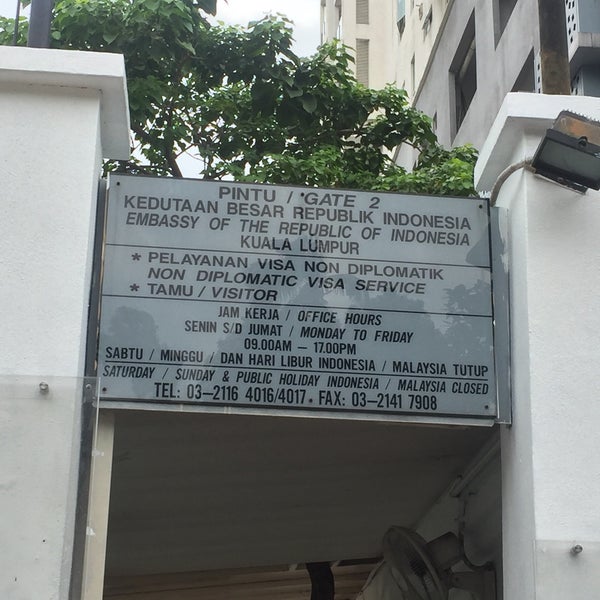 PINTU / GATE 2
KEDUTAAN BESAR REPUBLIK INDONESIA
EMBASSY OF THE REPUBLIC OF INDONESIA
KUALA LUMPUR
* PELAYANAN VISA NON DIPLOMATIK
NON DIPLOMATIC VISA SERVICE
* TAMU / VISITOR
JAM KERJA / OFFICE HOURS
SENIN S/D JUMAT / MONDAY TO FRIDAY
09.00AM – 17.00PM
SABTU / MINGGU / DAN HARI LIBUR INDONESIA / MALAYSIA TUTUP
SATURDAY / SUNDAY & PUBLIC HOLIDAY INDONESIA / MALAYSIA CLOSED
TEL: 03–2116 4016/4017 • FAX: 03–2141 7908